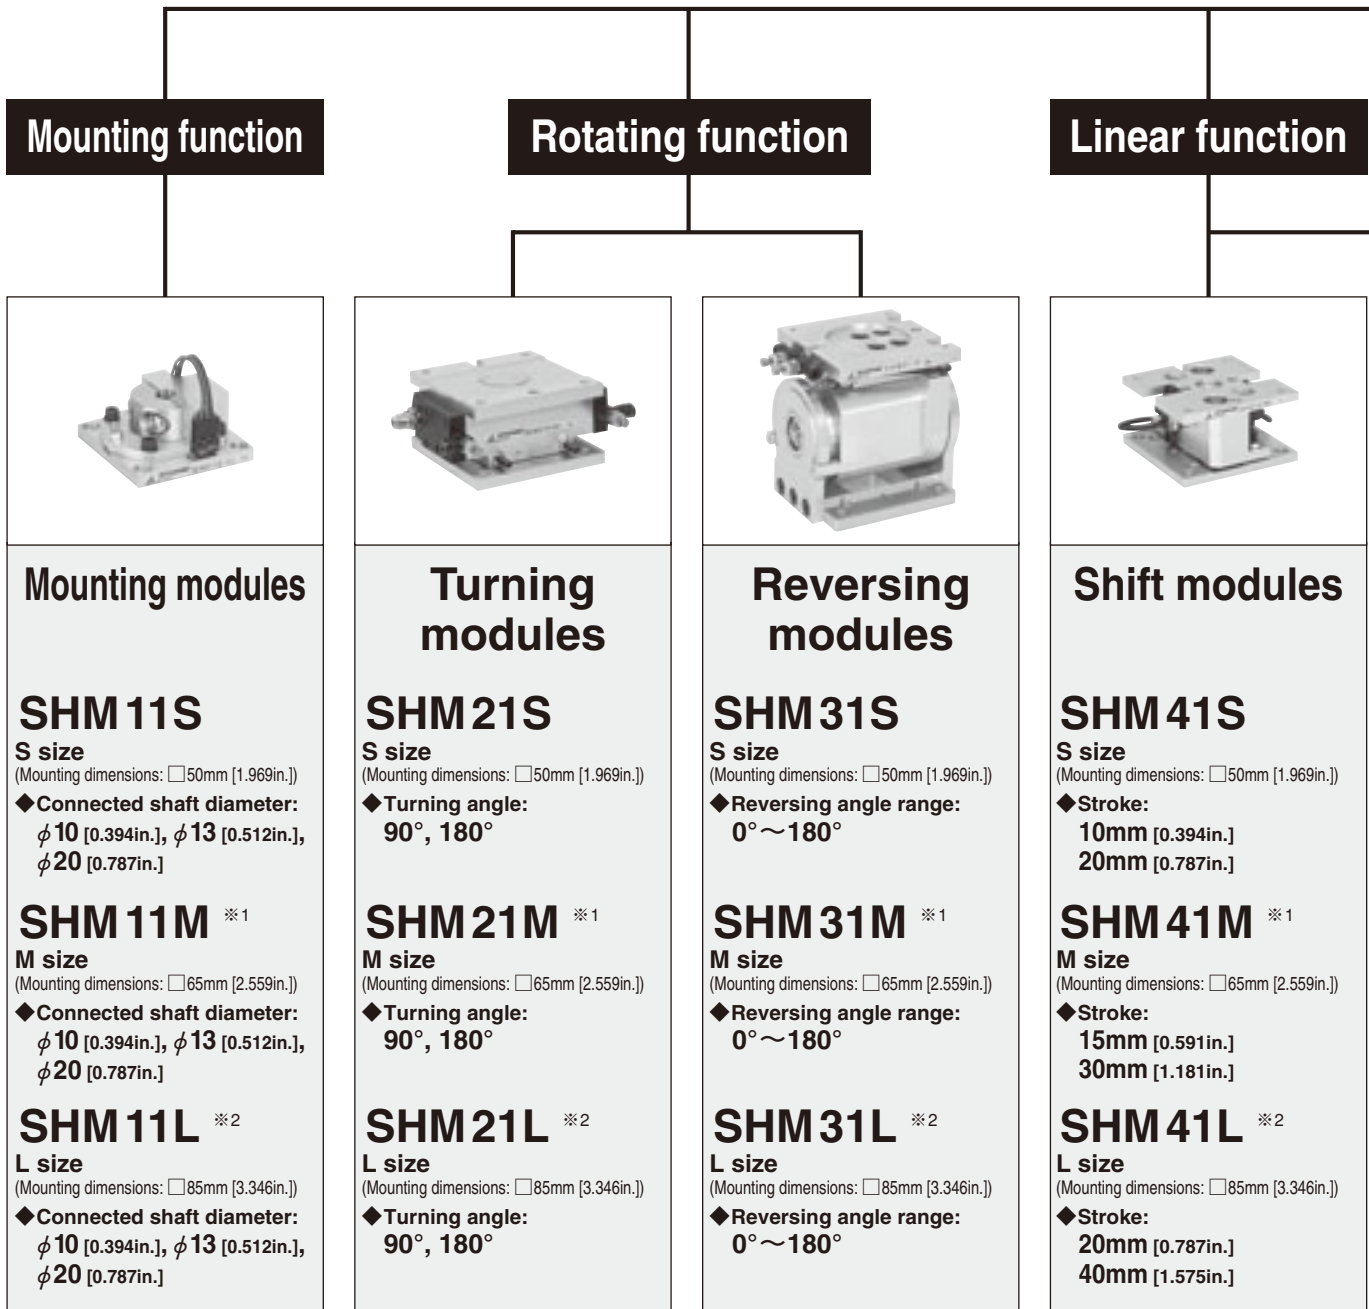 Mounting function
Rotating function
Linear function
Mounting modules
SHM11S
S size
(Mounting dimensions: □50mm [1.969in.])
◆Connected shaft diameter:
φ10 [0.394in.], φ13 [0.512in.],
φ20 [0.787in.]
SHM11M ※1
M size
(Mounting dimensions: □65mm [2.559in.])
◆Connected shaft diameter:
φ10 [0.394in.], φ13 [0.512in.],
φ20 [0.787in.]
SHM11L ※2
L size
(Mounting dimensions: □85mm [3.346in.])
◆Connected shaft diameter:
φ10 [0.394in.], φ13 [0.512in.],
φ20 [0.787in.]
Turning
modules
SHM21S
S size
(Mounting dimensions: □50mm [1.969in.])
◆Turning angle:
90°, 180°
SHM21M ※1
M size
(Mounting dimensions: □65mm [2.559in.])
◆Turning angle:
90°, 180°
SHM21L ※2
L size
(Mounting dimensions: □85mm [3.346in.])
◆Turning angle:
90°, 180°
Reversing
modules
SHM31S
S size
(Mounting dimensions: □50mm [1.969in.])
◆Reversing angle range:
0°～180°
SHM31M ※1
M size
(Mounting dimensions: □65mm [2.559in.])
◆Reversing angle range:
0°～180°
SHM31L ※2
L size
(Mounting dimensions: □85mm [3.346in.])
◆Reversing angle range:
0°～180°
Shift modules
SHM41S
S size
(Mounting dimensions: □50mm [1.969in.])
◆Stroke:
10mm [0.394in.]
20mm [0.787in.]
SHM41M ※1
M size
(Mounting dimensions: □65mm [2.559in.])
◆Stroke:
15mm [0.591in.]
30mm [1.181in.]
SHM41L ※2
L size
(Mounting dimensions: □85mm [3.346in.])
◆Stroke:
20mm [0.787in.]
40mm [1.575in.]